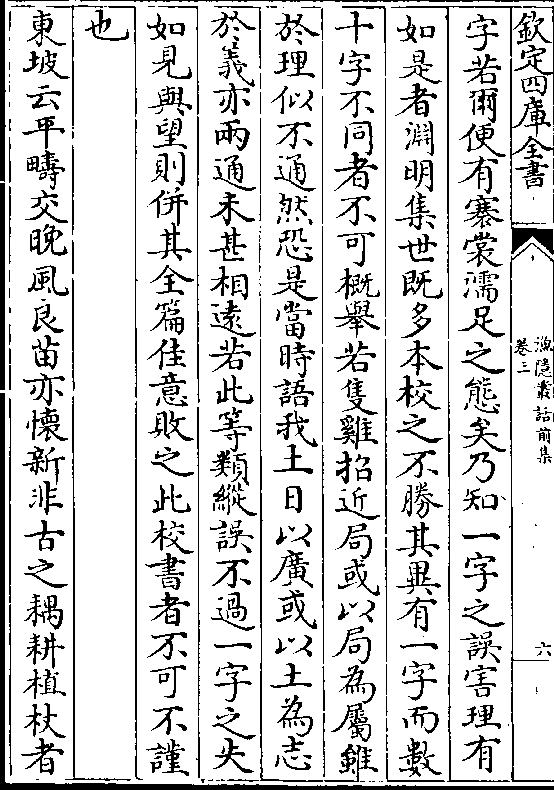 欽定四庫全書
漁隱叢話前集
卷三
六
字若爾便有褰裳濡足之態矣乃知一字之誤害理有
如是者淵明集世既多本校之不勝其異有一字而數
十字不同者不可概舉若隻雞招近局或以局為屬雖
於理似不通然恐是當時語我土日以廣或以土為志
於義亦兩通未甚相遠若此等類縱誤不過一字之失
如見與望則併其全篇佳意敗之此校書者不可不謹
也
東坡云平疇交晚風良苗亦懷新非古之耦耕植杖者